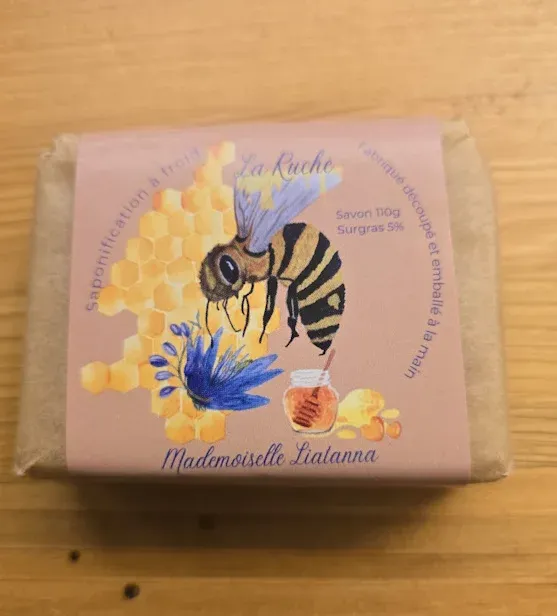 La Ruche
Saponification à froid
Savon 110g
Surgras 5%
Fabriqué découpé et emballé à la main
Mademoiselle Liatanna